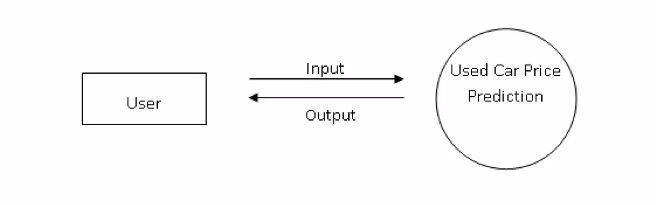 Input
Used Car Price
Prediction
User
Output